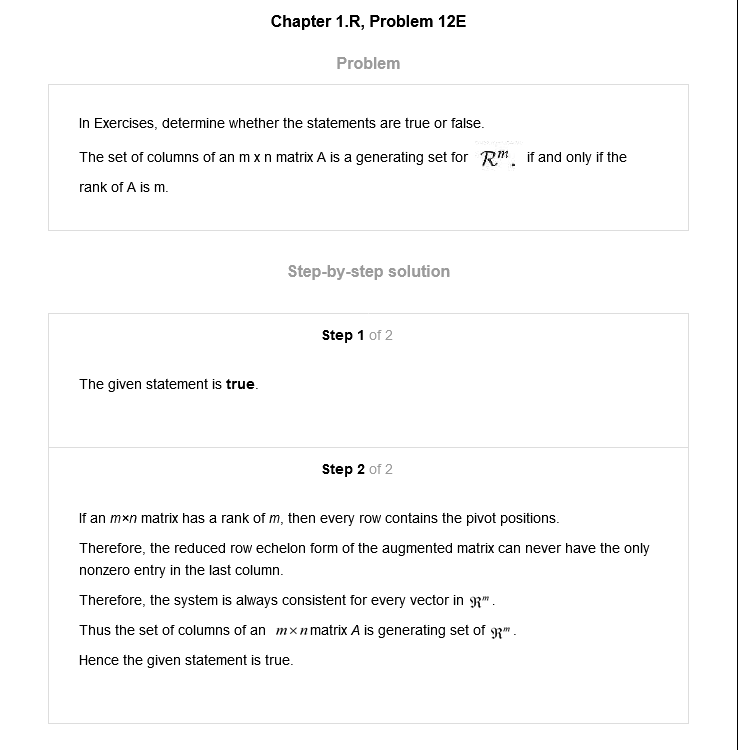 Chapter 1.R, Problem 12E
Problem
In Exercises, determine whether the statements are true or false.
The set of columns of an m x n matrix A is a generating set for ℛᵐ. if and only if the
rank of A is m.
Step-by-step solution
Step 1 of 2
The given statement is true.
Step 2 of 2
If an m×n matrix has a rank of m, then every row contains the pivot positions.
Therefore, the reduced row echelon form of the augmented matrix can never have the only
nonzero entry in the last column.
Therefore, the system is always consistent for every vector in ℜᵐ.
Thus the set of columns of an m×n matrix A is generating set of ℜᵐ.
Hence the given statement is true.